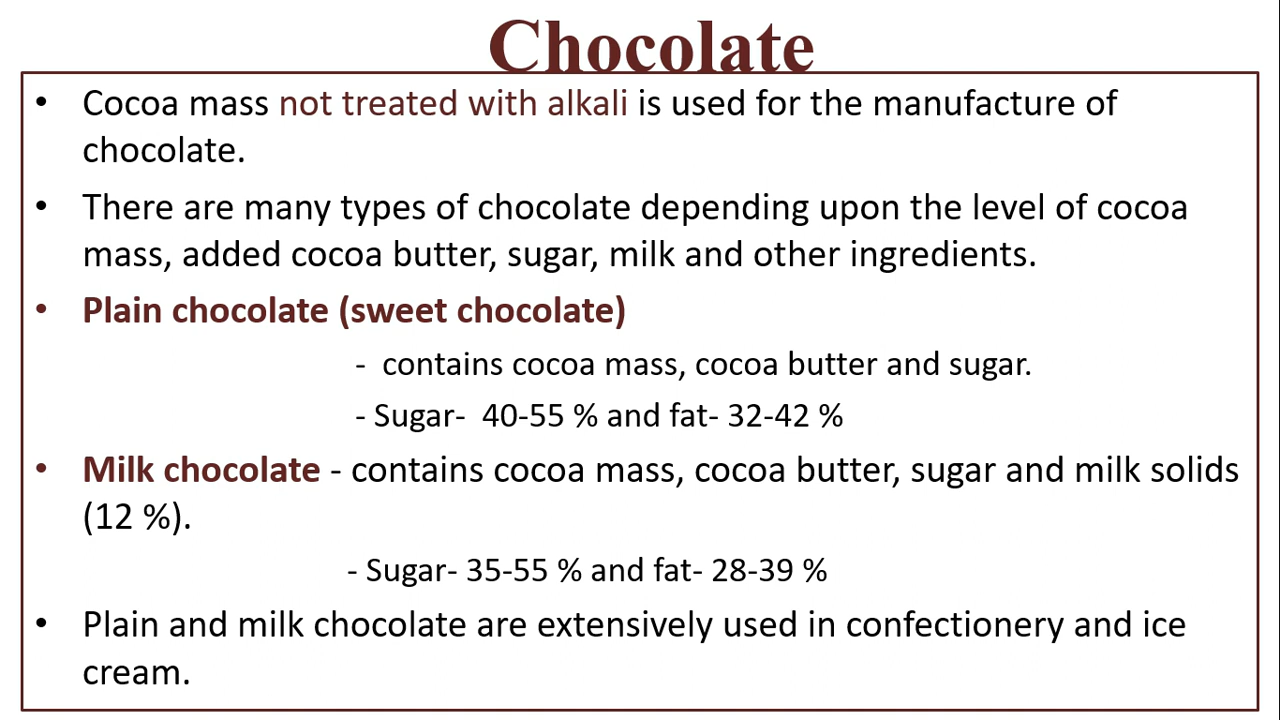 Chocolate
• Cocoa mass not treated with alkali is used for the manufacture of
chocolate.
• There are many types of chocolate depending upon the level of cocoa
mass, added cocoa butter, sugar, milk and other ingredients.
• Plain chocolate (sweet chocolate)
- contains cocoa mass, cocoa butter and sugar.
- Sugar- 40-55 % and fat- 32-42 %
• Milk chocolate - contains cocoa mass, cocoa butter, sugar and milk solids
(12 %).
- Sugar- 35-55 % and fat- 28-39 %
• Plain and milk chocolate are extensively used in confectionery and ice
cream.